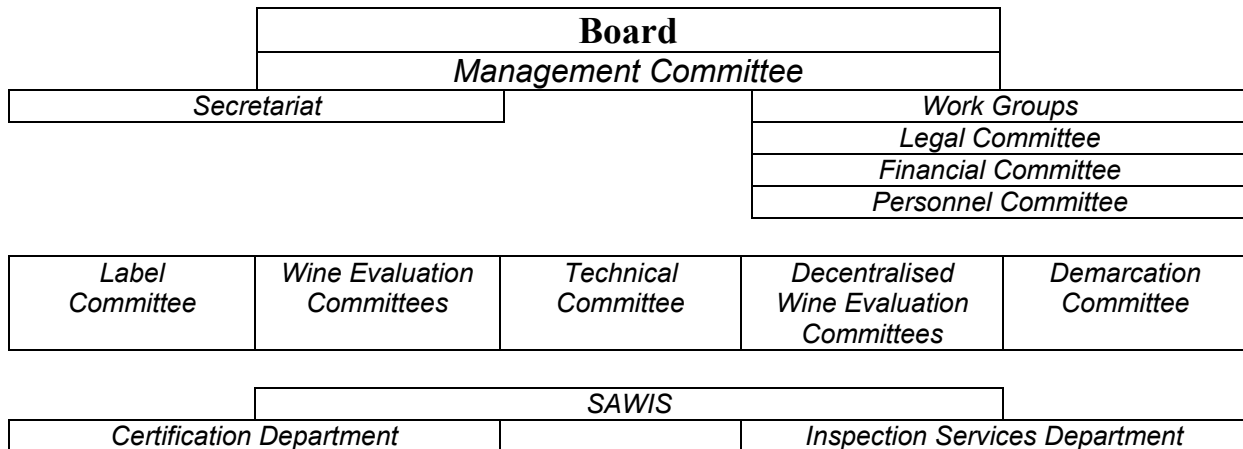 Board
Management Committee
Secretariat
Work Groups
Legal Committee
Financial Committee
Personnel Committee
Label
Committee
Wine Evaluation
Committees
Technical
Committee
Decentralised
Wine Evaluation
Committees
Demarcation
Committee
SAWIS
Certification Department
Inspection Services Department